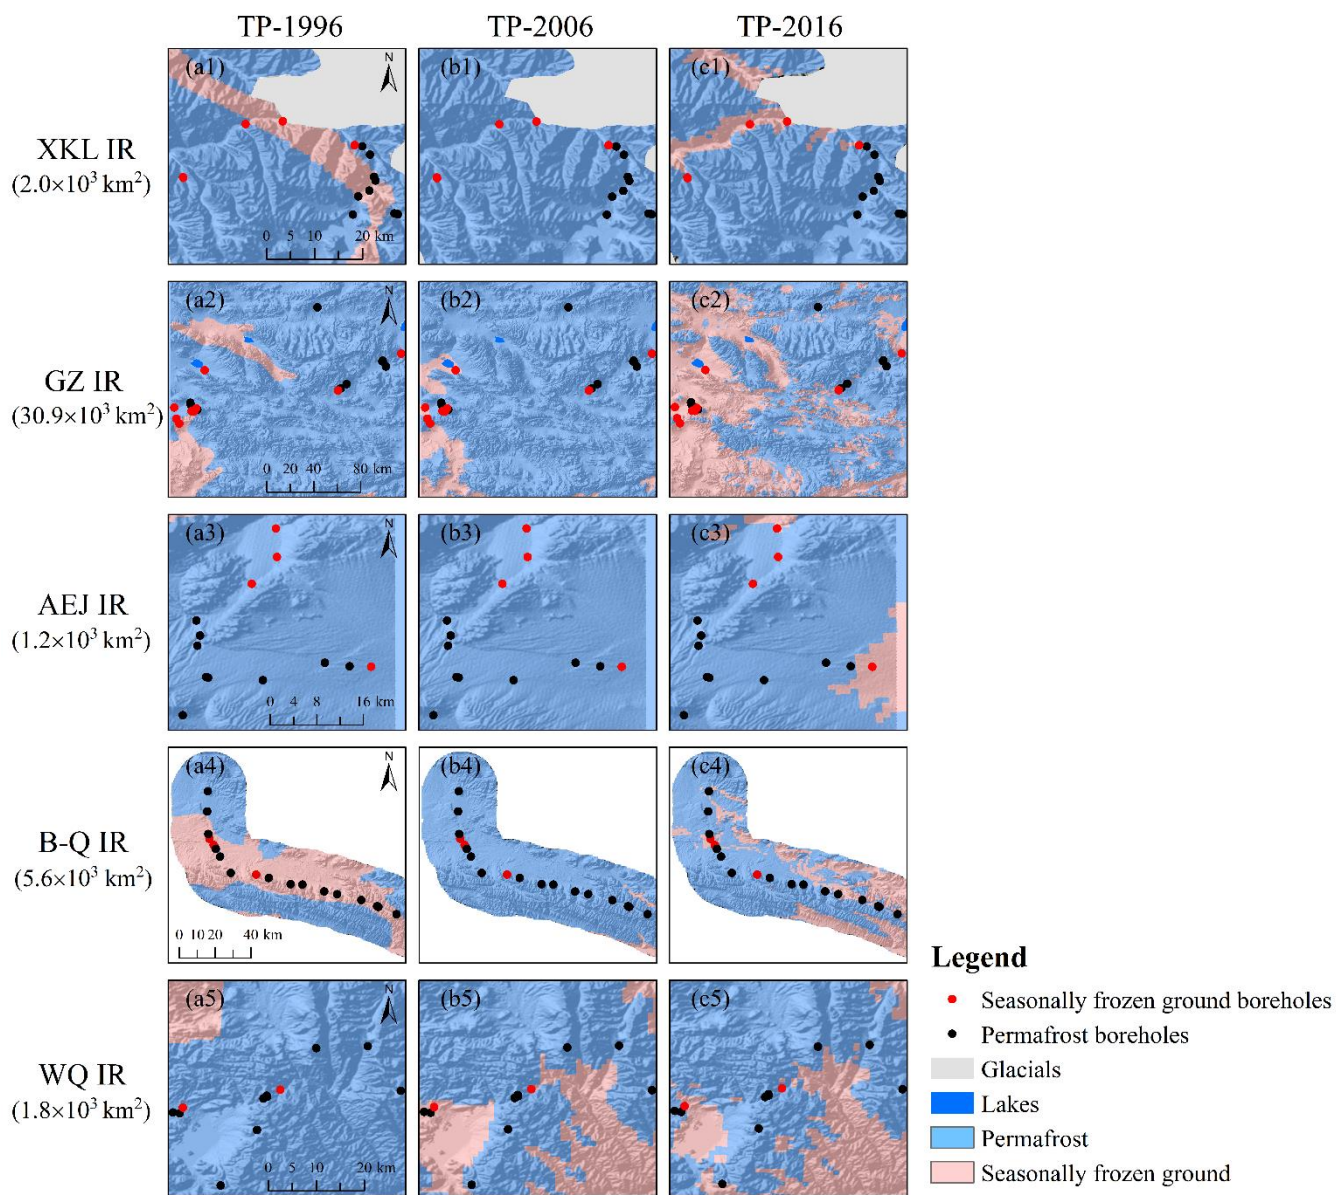 TP-1996 TP-2006 TP-2016
(a1) N (b1) (c1)
XKL IR
(2.0×10³ km²)
0 5 10 20 km
(a2) N (b2) (c2)
GZ IR
(30.9×10³ km²)
0 20 40 80 km
(a3) N (b3) (c3)
AEJ IR
(1.2×10³ km²)
0 4 8 16 km
(a4) N (b4) (c4)
B-Q IR
(5.6×10³ km²)
0 10 20 40 km
(a5) N (b5) (c5)
WQ IR
(1.8×10³ km²)
0 5 10 20 km
Legend
Seasonally frozen ground boreholes
Permafrost boreholes
Glacials
Lakes
Permafrost
Seasonally frozen ground